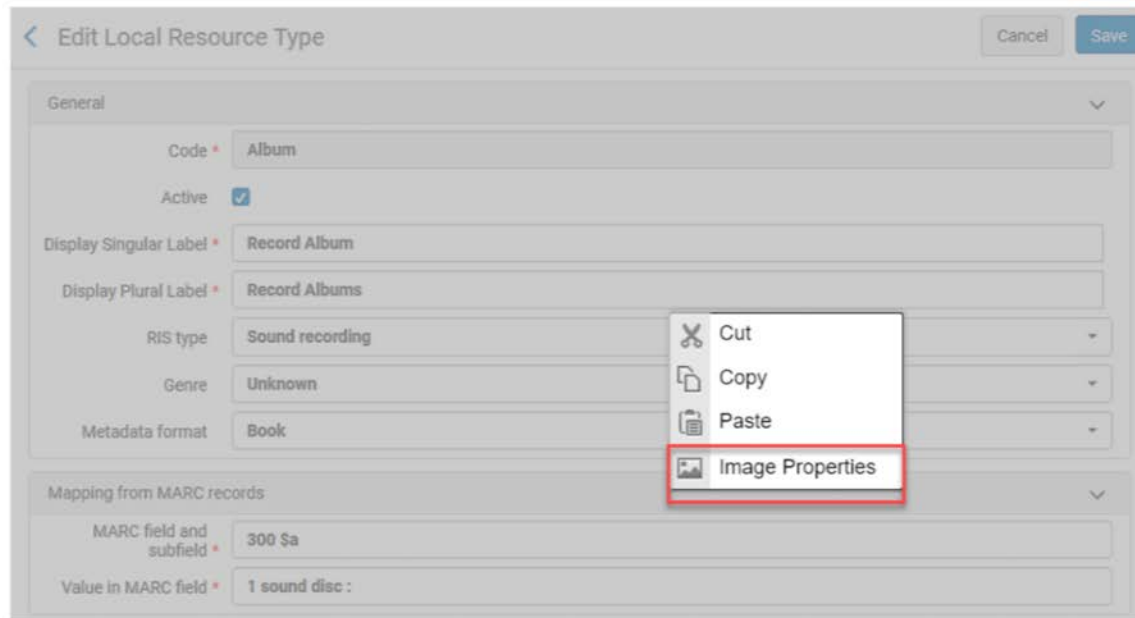 Edit Local Resource Type
Cancel
Save
General
Code * Album
Active
Display Singular Label * Record Album
Display Plural Label * Record Albums
RIS type Sound recording
Genre Unknown
Metadata format Book
Cut
Copy
Paste
Image Properties
Mapping from MARC records
MARC field and
subfield * 300 $a
Value in MARC field * 1 sound disc :